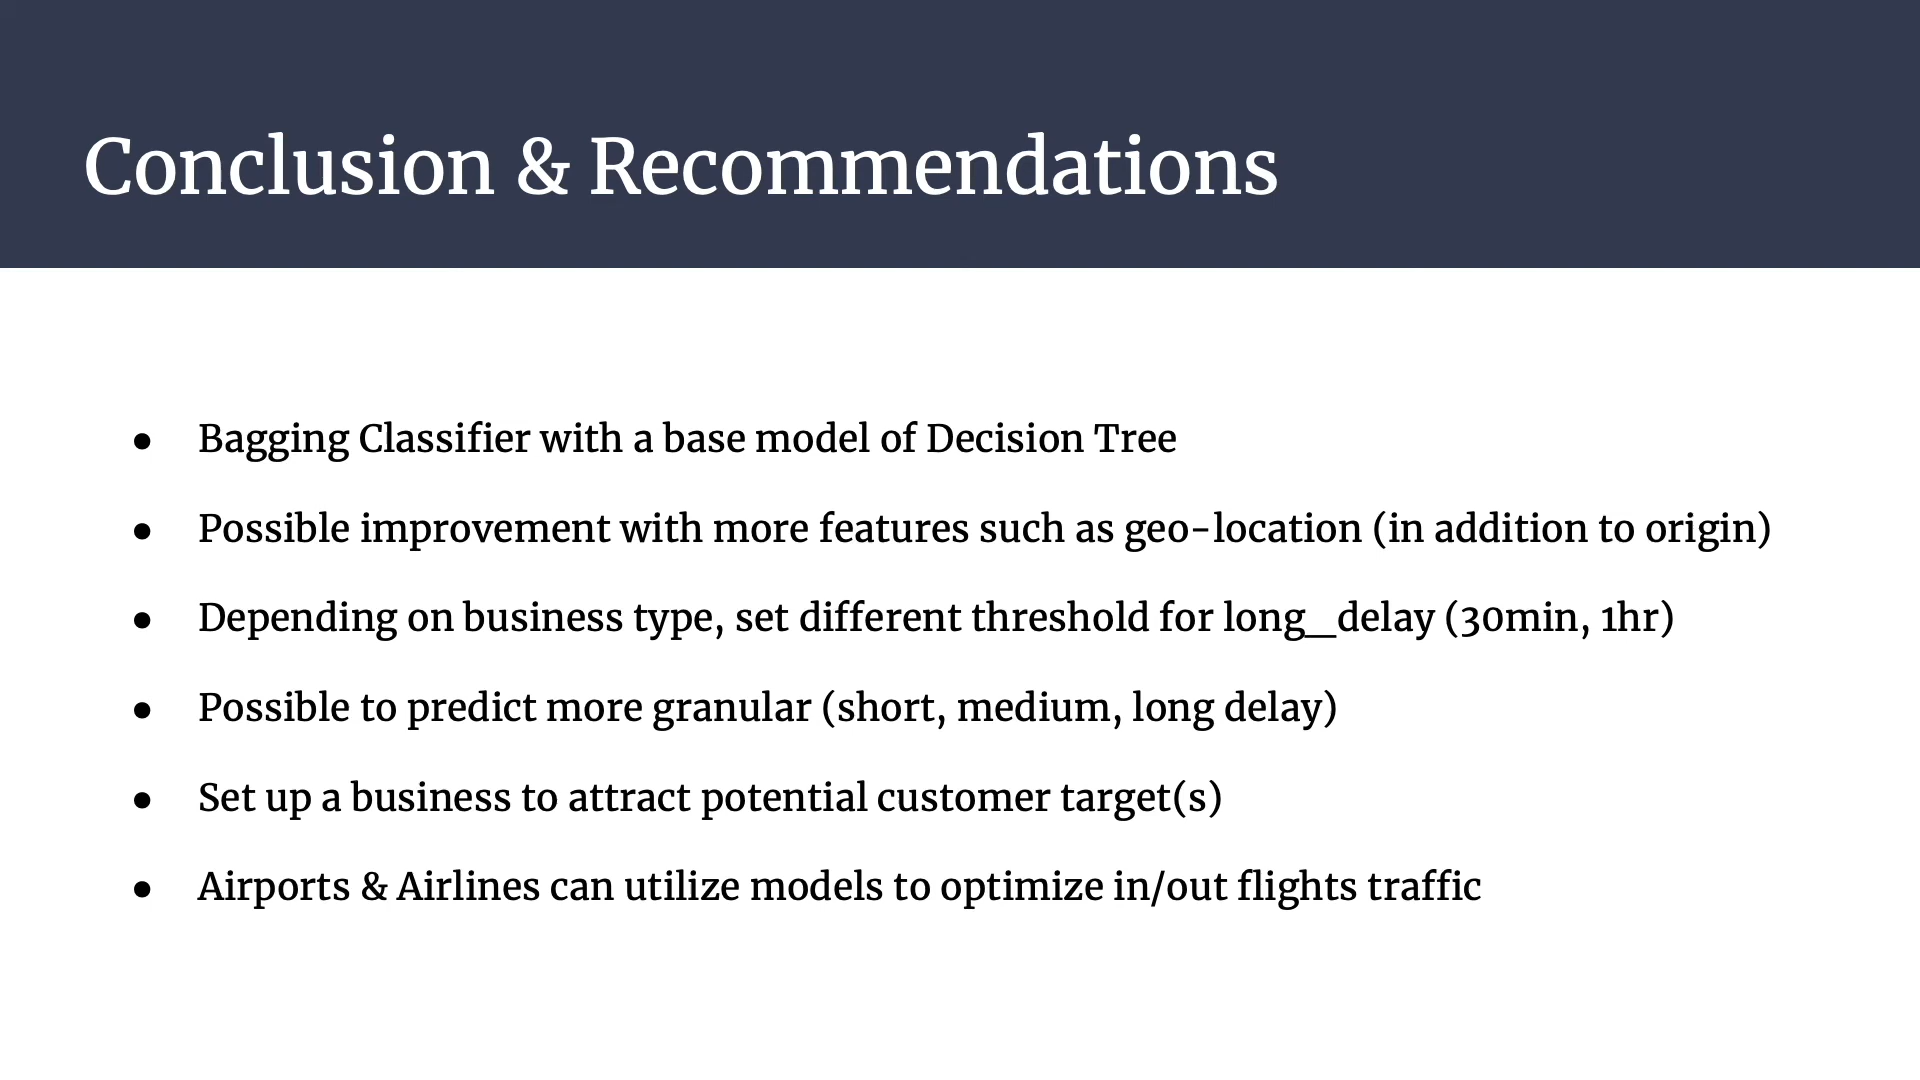 Conclusion & Recommendations
● Bagging Classifier with a base model of Decision Tree
● Possible improvement with more features such as geo-location (in addition to origin)
● Depending on business type, set different threshold for long_delay (30min, 1hr)
● Possible to predict more granular (short, medium, long delay)
● Set up a business to attract potential customer target(s)
● Airports & Airlines can utilize models to optimize in/out flights traffic